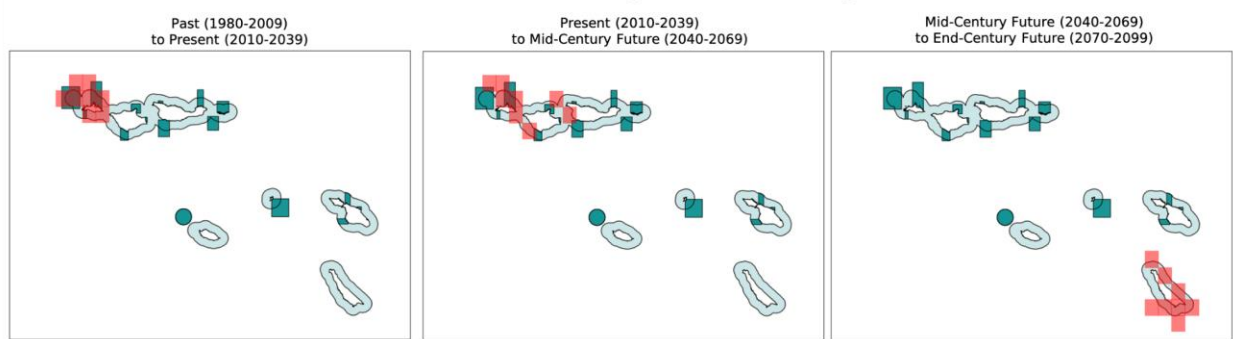 Past (1980-2009)
to Present (2010-2039)
Present (2010-2039)
to Mid-Century Future (2040-2069)
Mid-Century Future (2040-2069)
to End-Century Future (2070-2099)